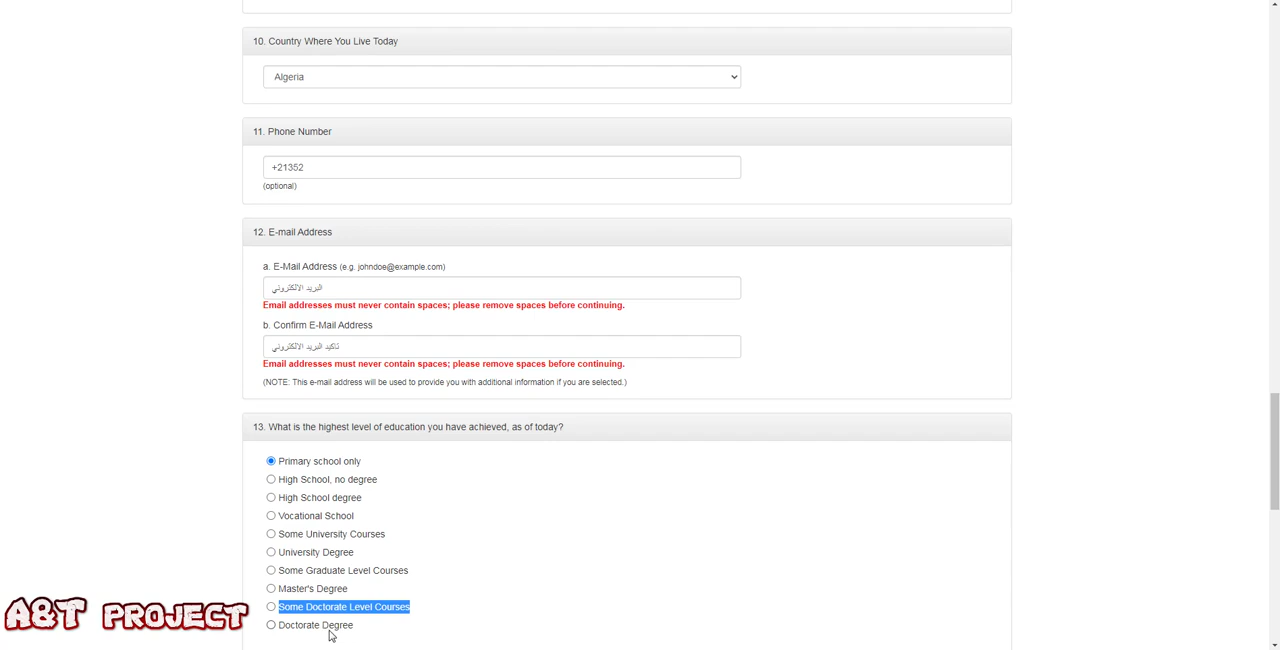 10. Country Where You Live Today
Algeria
11. Phone Number
+21352
(optional)
12. E-mail Address
a. E-Mail Address (e.g. johndoe@example.com)
البريد الالكتروني
Email addresses must never contain spaces; please remove spaces before continuing.
b. Confirm E-Mail Address
تاكيد البريد الالكتروني
Email addresses must never contain spaces; please remove spaces before continuing.
(NOTE: This e-mail address will be used to provide you with additional information if you are selected.)
13. What is the highest level of education you have achieved, as of today?
Primary school only
High School, no degree
High School degree
Vocational School
Some University Courses
University Degree
Some Graduate Level Courses
Master's Degree
Some Doctorate Level Courses
Doctorate Degree
A&T PROJECT